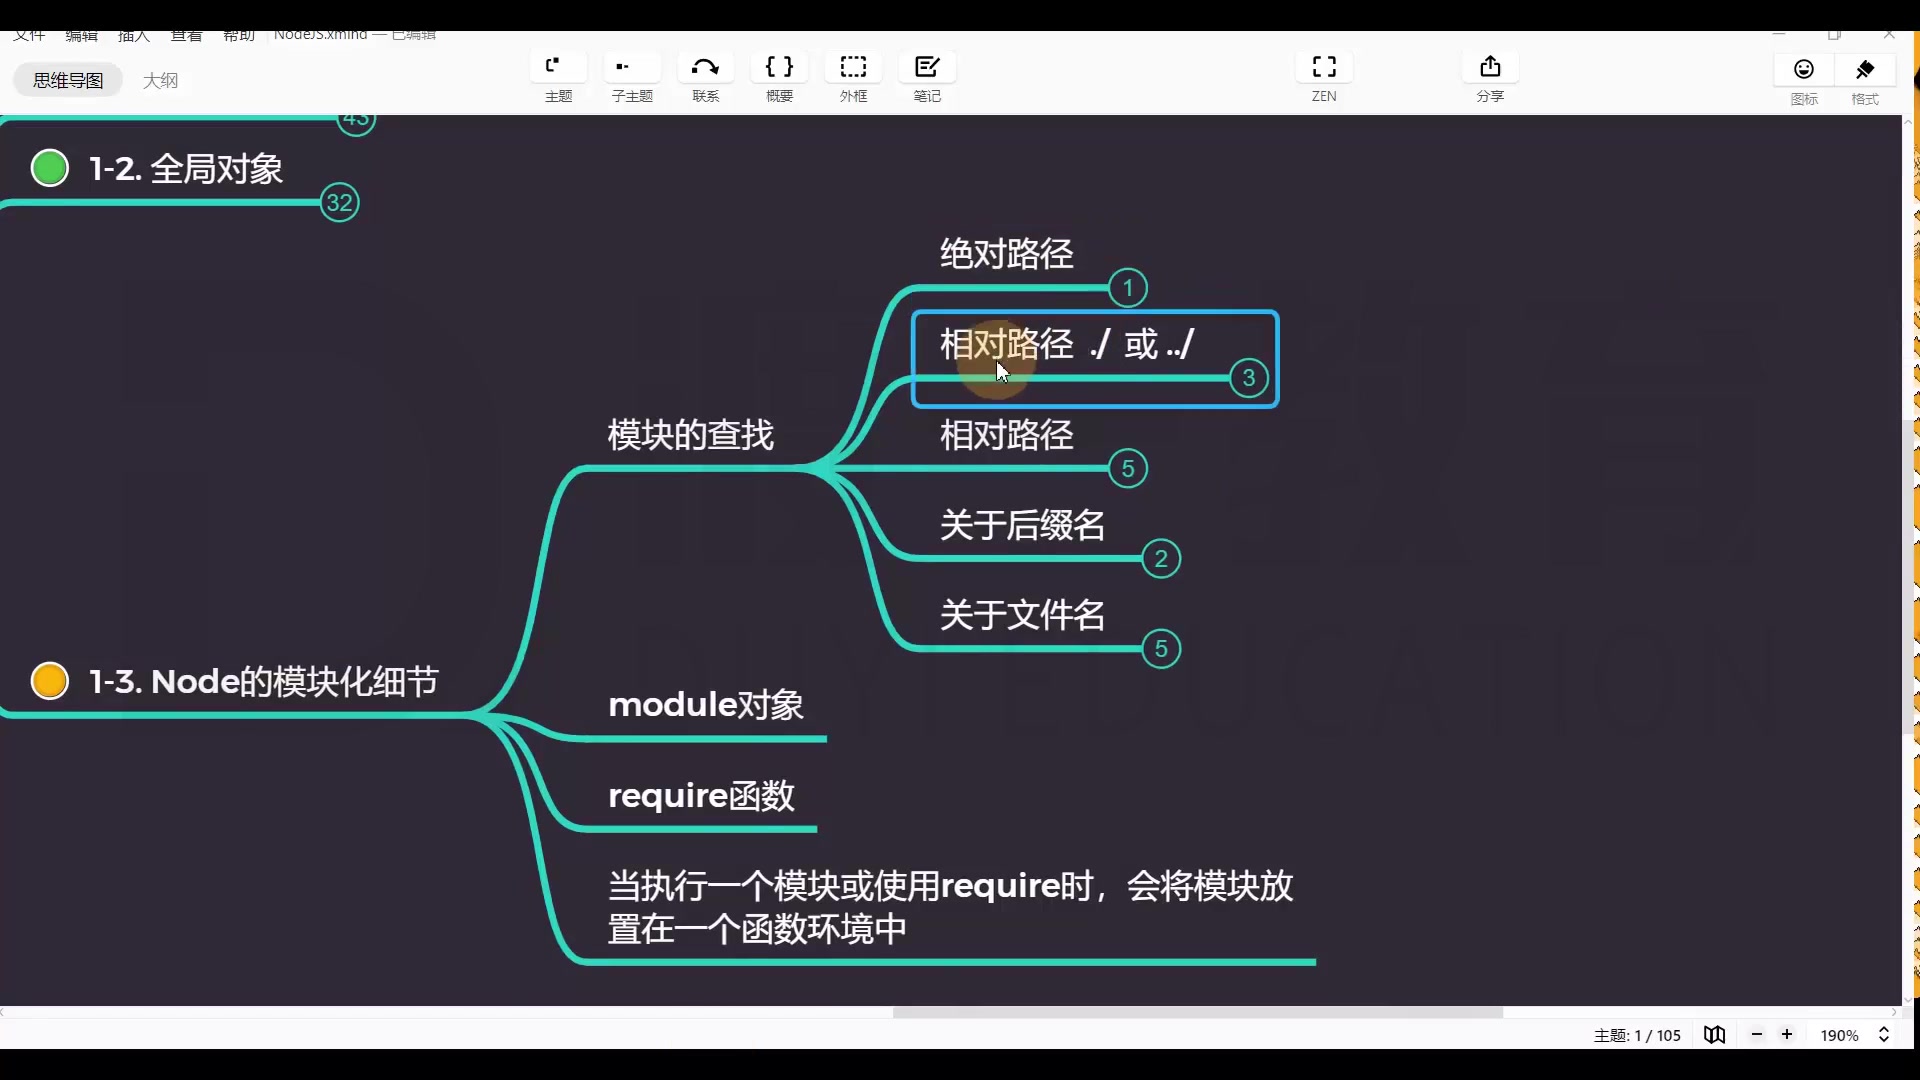 文件 编辑 插入 查看 帮助 NodeJS.xmind — 已编辑
思维导图 大纲
主题 子主题 联系 概要 外框 笔记 ZEN 分享 图标 格式
43
1-2. 全局对象
32
绝对路径
1
相对路径 ./ 或 ../
3
模块的查找
相对路径
5
关于后缀名
2
关于文件名
5
1-3. Node的模块化细节
module对象
require函数
当执行一个模块或使用require时，会将模块放
置在一个函数环境中
主题: 1 / 105
190%